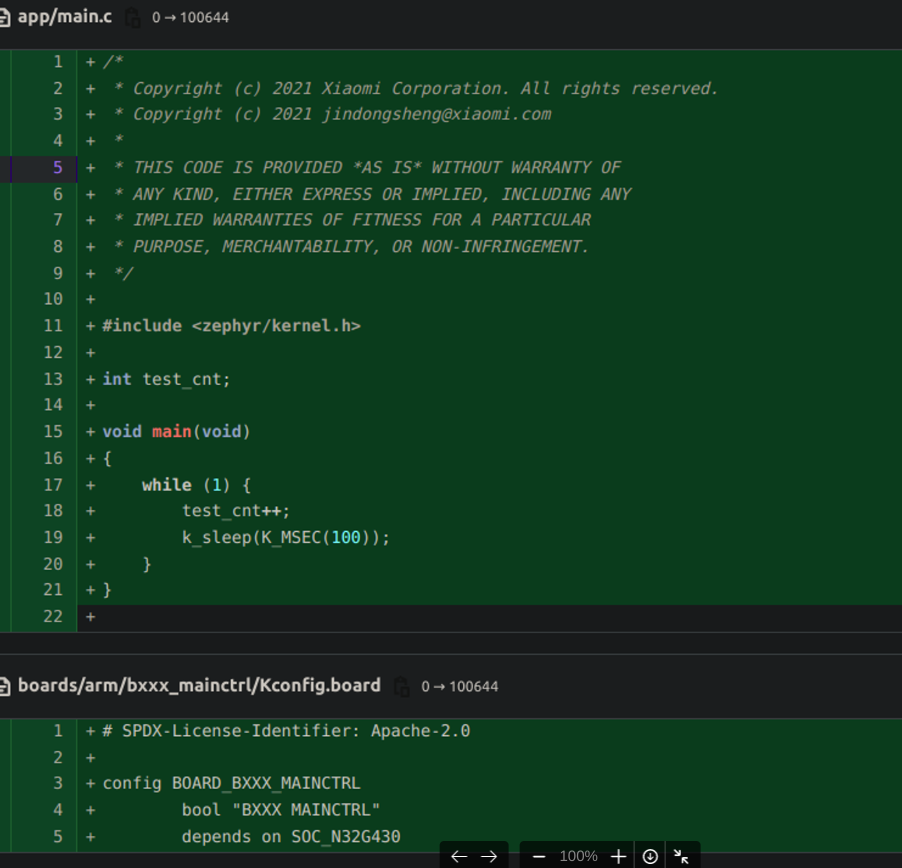 app/main.c 0 → 100644
1 + /*
2 + * Copyright (c) 2021 Xiaomi Corporation. All rights reserved.
3 + * Copyright (c) 2021 jindongsheng@xiaomi.com
4 + *
5 + * THIS CODE IS PROVIDED *AS IS* WITHOUT WARRANTY OF
6 + * ANY KIND, EITHER EXPRESS OR IMPLIED, INCLUDING ANY
7 + * IMPLIED WARRANTIES OF FITNESS FOR A PARTICULAR
8 + * PURPOSE, MERCHANTABILITY, OR NON-INFRINGEMENT.
9 + */
10 +
11 + #include <zephyr/kernel.h>
12 +
13 + int test_cnt;
14 +
15 + void main(void)
16 + {
17 +     while (1) {
18 +         test_cnt++;
19 +         k_sleep(K_MSEC(100));
20 +     }
21 + }
22 +
boards/arm/bxxx_mainctrl/Kconfig.board 0 → 100644
1 + # SPDX-License-Identifier: Apache-2.0
2 +
3 + config BOARD_BXXX_MAINCTRL
4 +         bool "BXXX MAINCTRL"
5 +         depends on SOC_N32G430
← → − 100% +